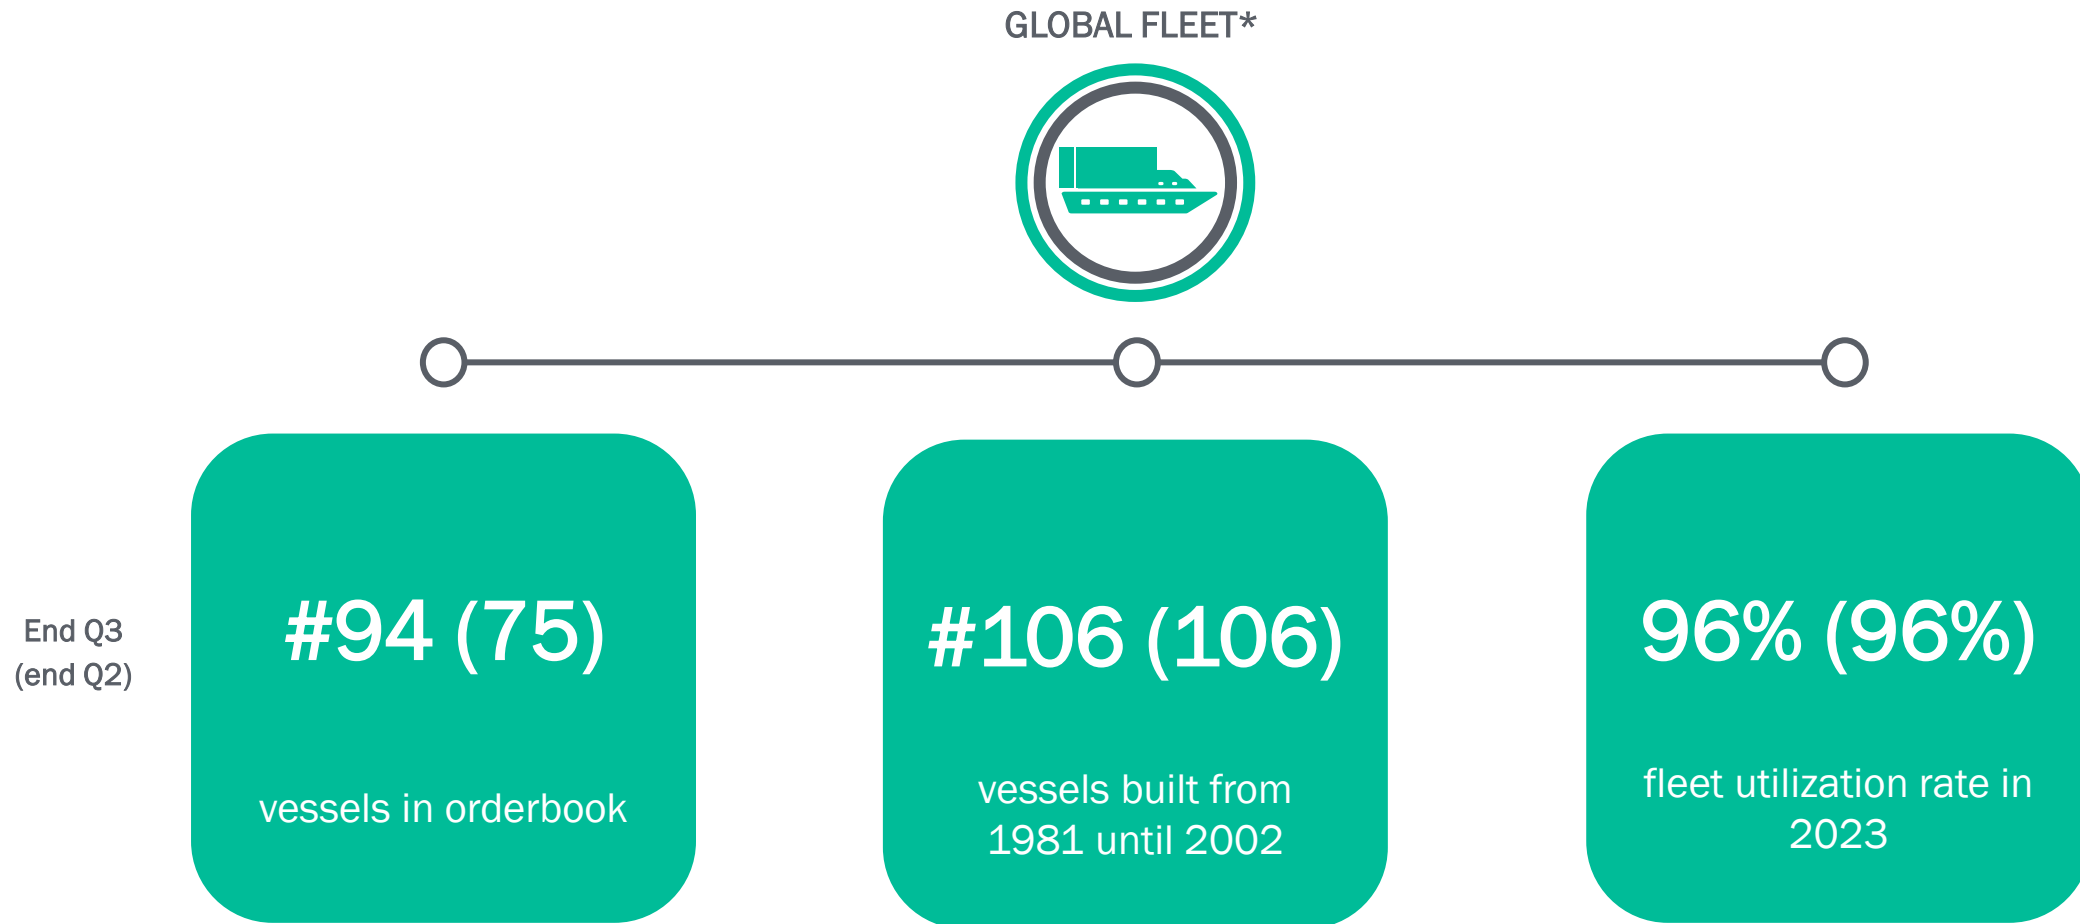 GLOBAL FLEET*
End Q3
(end Q2)
#94 (75)
vessels in orderbook
#106 (106)
vessels built from
1981 until 2002
96% (96%)
fleet utilization rate in
2023